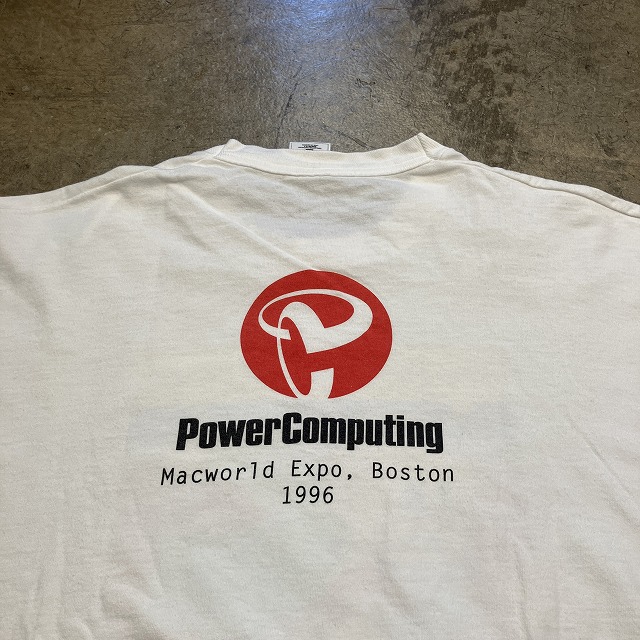 PowerComputing
Macworld Expo, Boston
1996